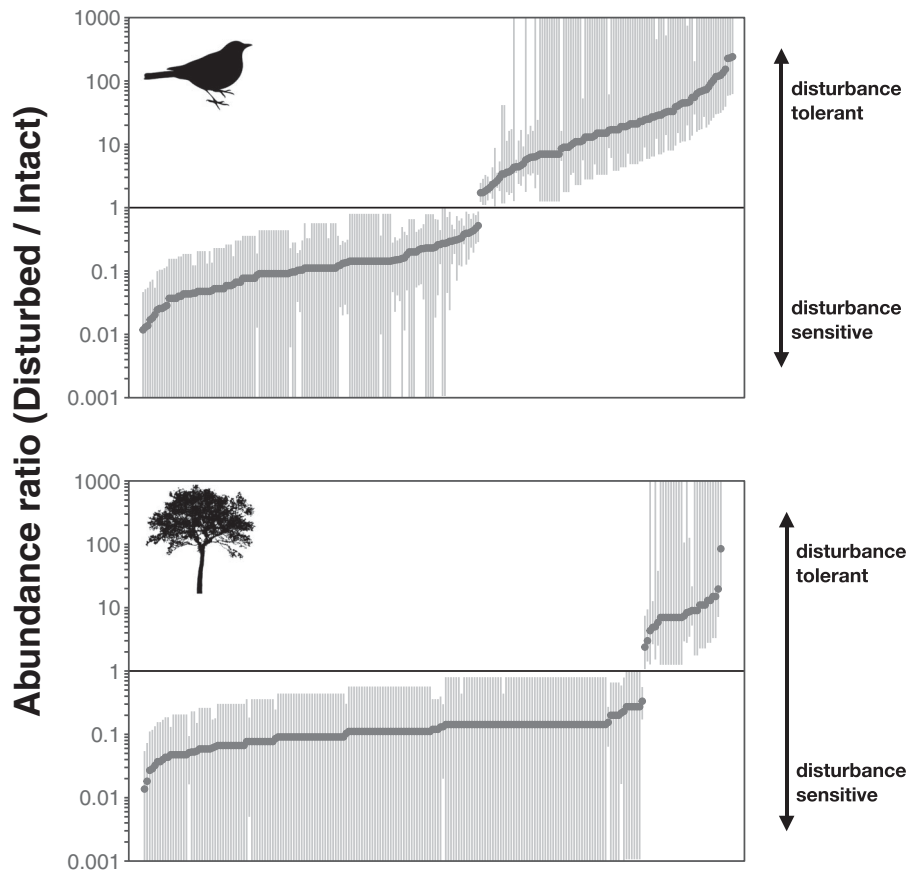 Abundance ratio (Disturbed / Intact)
1000
100
10
1
0.1
0.01
0.001
disturbance
tolerant
disturbance
sensitive
1000
100
10
1
0.1
0.01
0.001
disturbance
tolerant
disturbance
sensitive